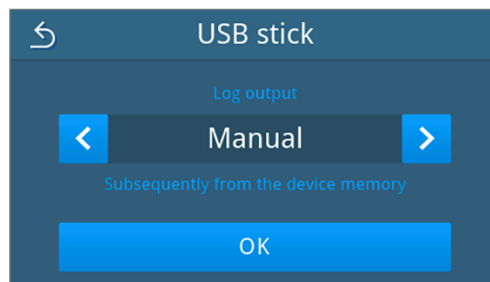 USB stick
Log output
Manual
Subsequently from the device memory
OK